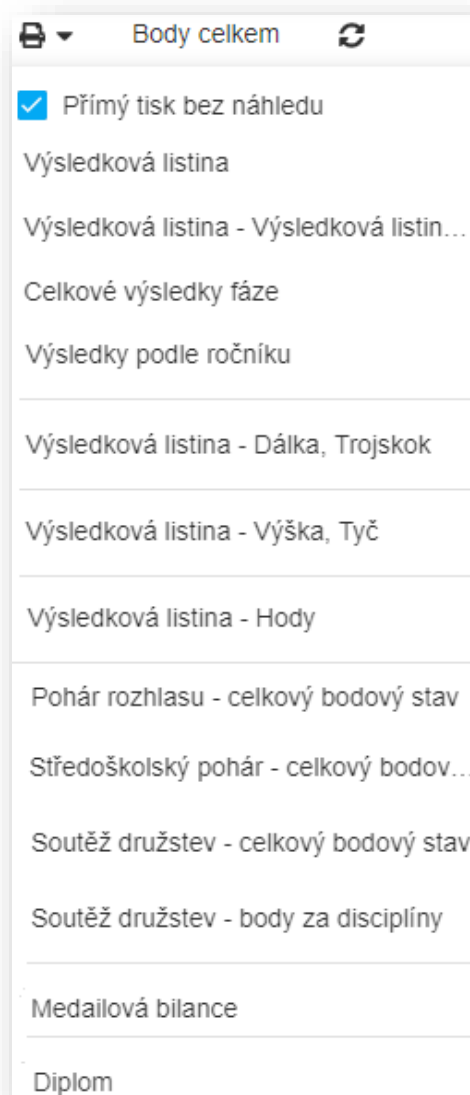 Body celkem
Přímý tisk bez náhledu
Výsledková listina
Výsledková listina - Výsledková listin...
Celkové výsledky fáze
Výsledky podle ročníku
Výsledková listina - Dálka, Trojskok
Výsledková listina - Výška, Tyč
Výsledková listina - Hody
Pohár rozhlasu - celkový bodový stav
Středoškolský pohár - celkový bodov...
Soutěž družstev - celkový bodový stav
Soutěž družstev - body za disciplíny
Medailová bilance
Diplom